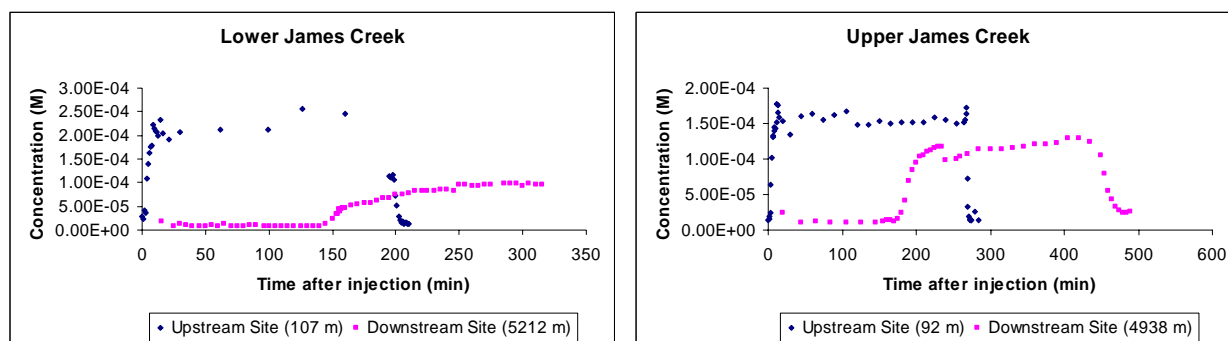 Lower James Creek
Concentration (M)
3.00E-04
2.50E-04
2.00E-04
1.50E-04
1.00E-04
5.00E-05
0.00E+00
0 50 100 150 200 250 300 350
Time after injection (min)
Upstream Site (107 m) Downstream Site (5212 m)
Upper James Creek
Concentration (M)
2.00E-04
1.50E-04
1.00E-04
5.00E-05
0.00E+00
0 100 200 300 400 500 600
Time after injection (min)
Upstream Site (92 m) Downstream Site (4938 m)